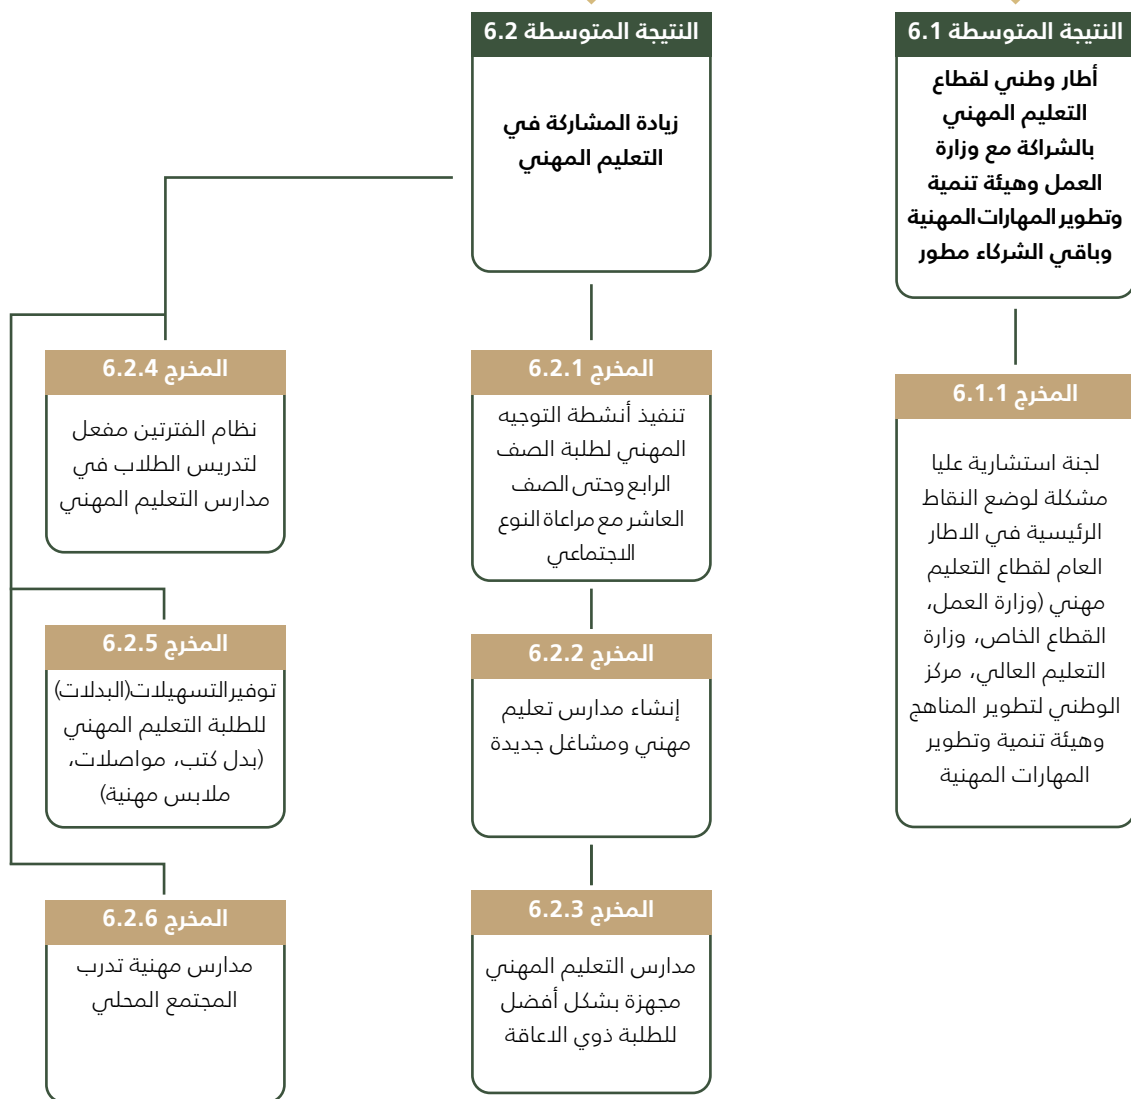 النتيجة المتوسطة 6.1
أطار وطني لقطاع
التعليم المهني
بالشراكة مع وزارة
العمل وهيئة تنمية
وتطوير المهارات المهنية
وباقي الشركاء مطور
المخرج 6.1.1
لجنة استشارية عليا
مشكلة لوضع النقاط
الرئيسية في الاطار
العام لقطاع التعليم
مهني (وزارة العمل،
القطاع الخاص، وزارة
التعليم العالي، مركز
الوطني لتطوير المناهج
وهيئة تنمية وتطوير
المهارات المهنية
النتيجة المتوسطة 6.2
زيادة المشاركة في
التعليم المهني
المخرج 6.2.1
تنفيذ أنشطة التوجيه
المهني لطلبة الصف
الرابع وحتى الصف
العاشر مع مراعاة النوع
الاجتماعي
المخرج 6.2.2
إنشاء مدارس تعليم
مهني ومشاغل جديدة
المخرج 6.2.3
مدارس التعليم المهني
مجهزة بشكل أفضل
للطلبة ذوي الاعاقة
المخرج 6.2.4
نظام الفترتين مفعل
لتدريس الطلاب في
مدارس التعليم المهني
المخرج 6.2.5
توفير التسهيلات (البدلات)
للطلبة التعليم المهني
(بدل كتب، مواصلات،
ملابس مهنية)
المخرج 6.2.6
مدارس مهنية تدرب
المجتمع المحلي